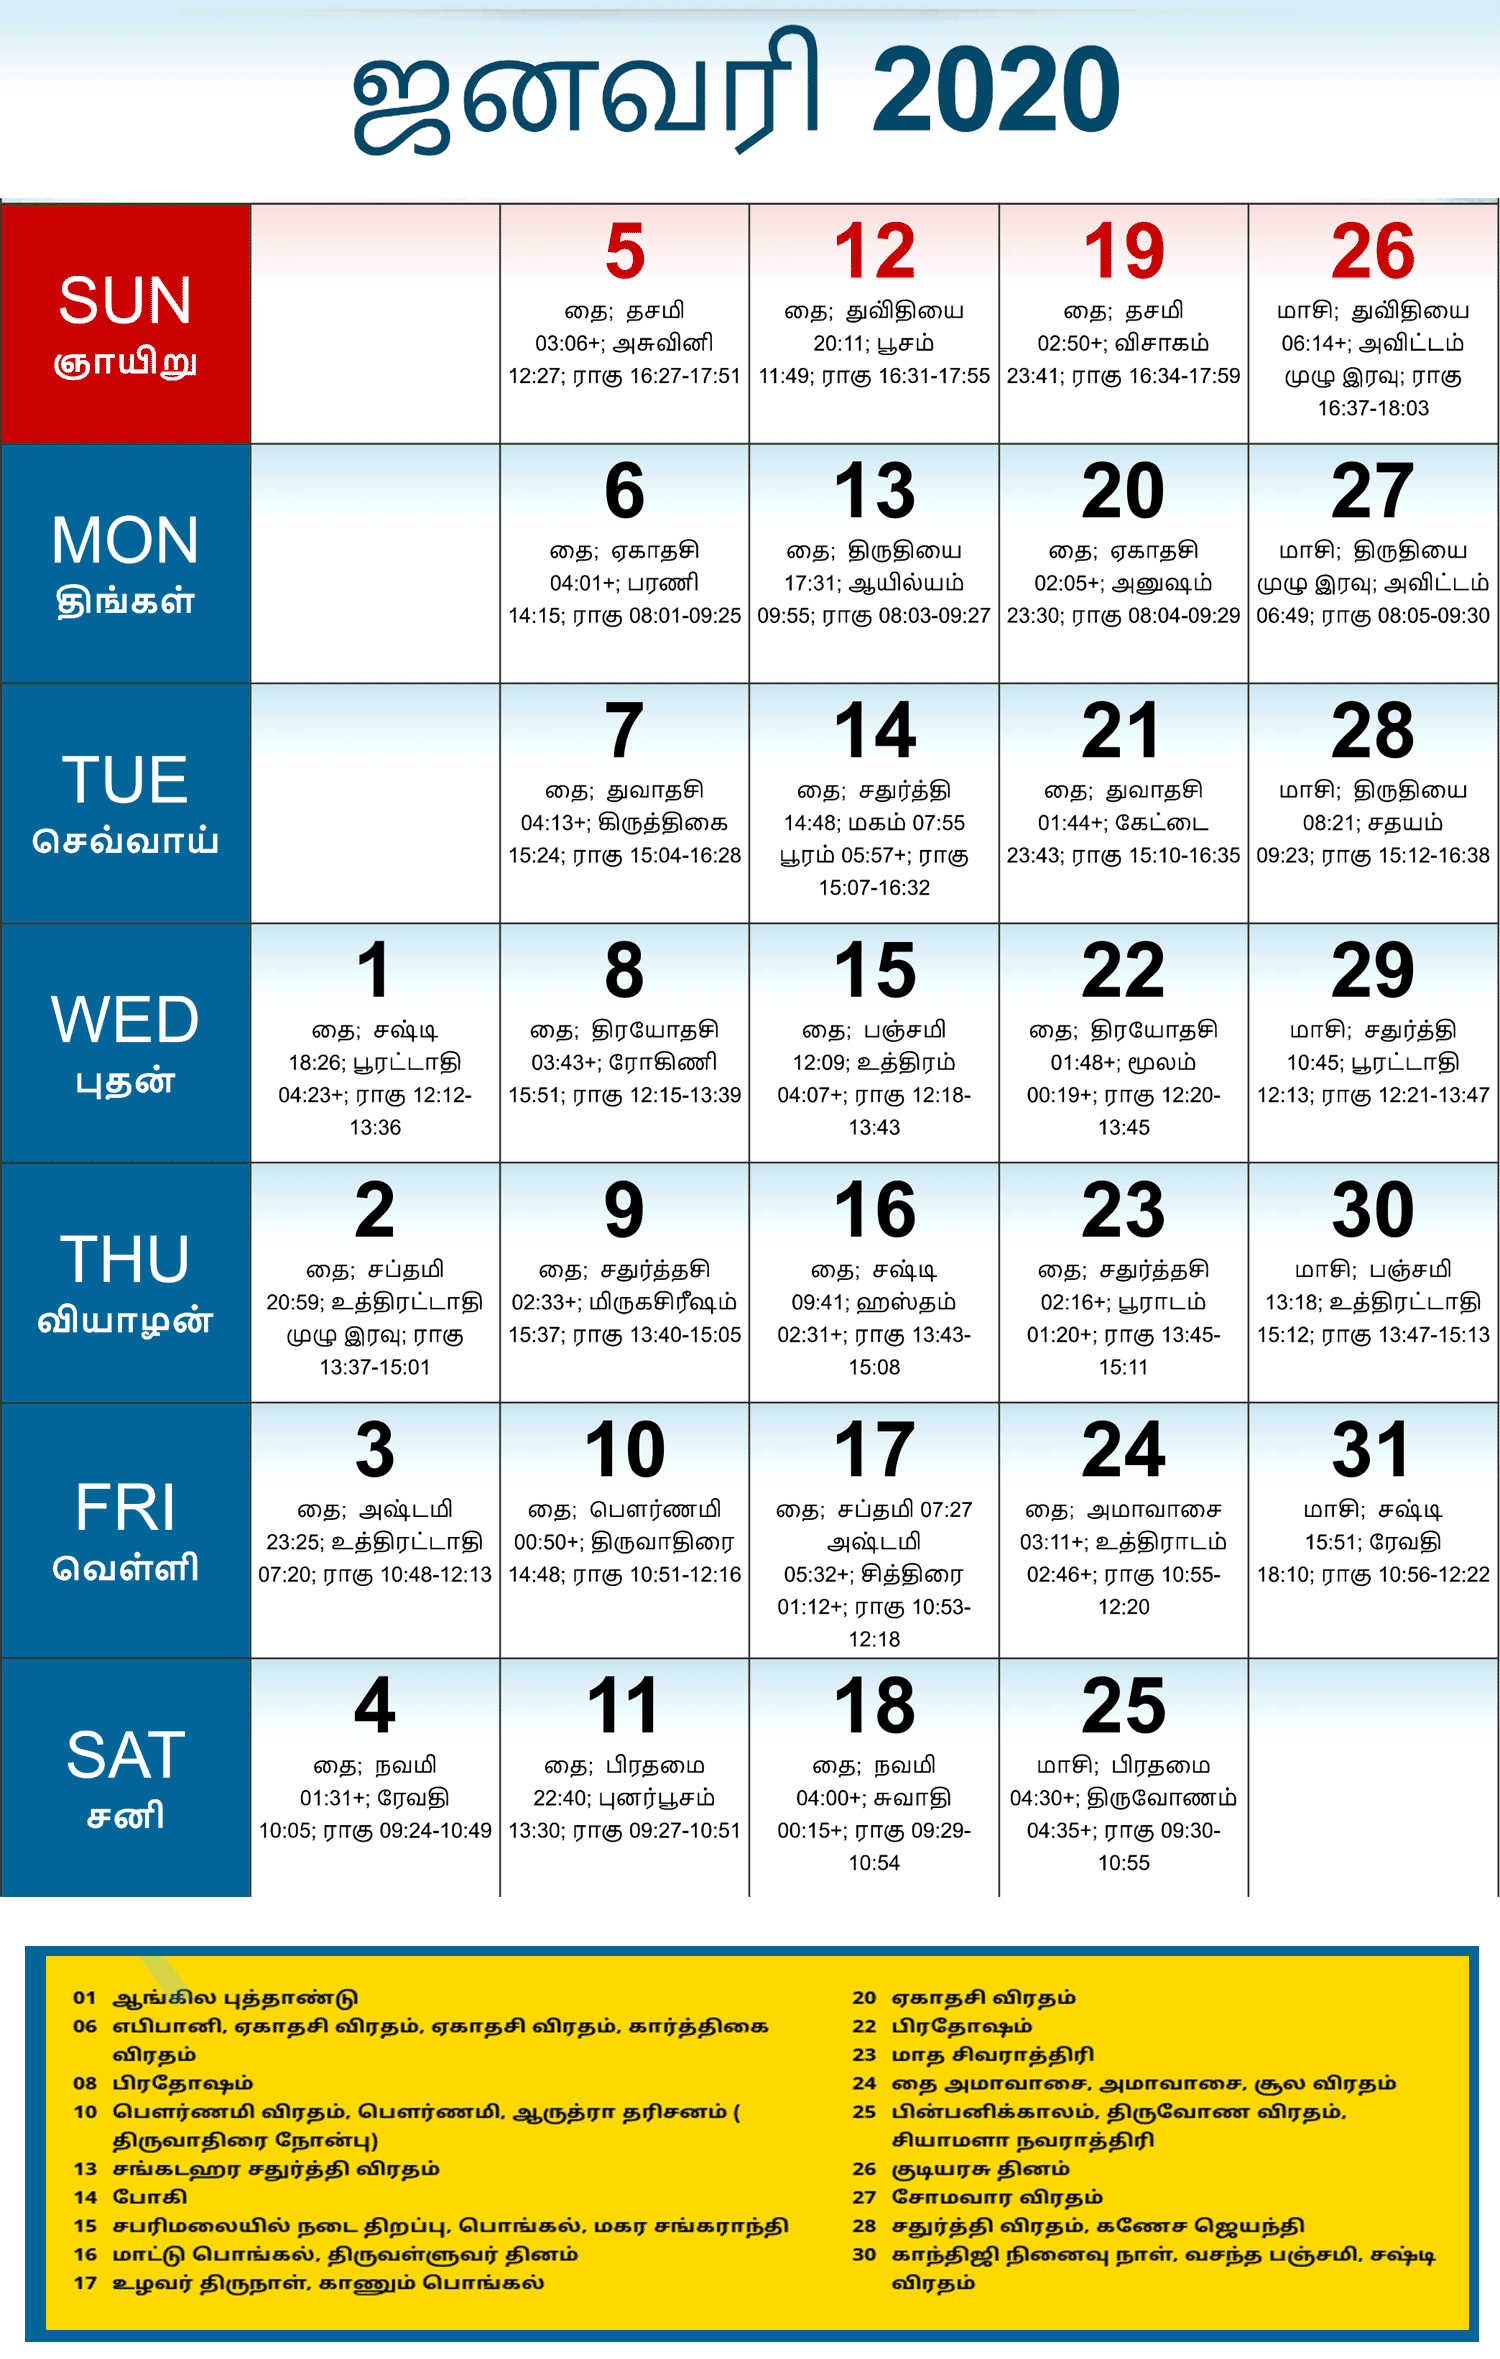 ஜனவரி 2020
SUN
ஞாயிறு
5
தை; தசமி
03:06+; அசுவினி
12:27; ராகு 16:27-17:51
12
தை; துவிதியை
20:11; பூசம்
11:49; ராகு 16:31-17:55
19
தை; தசமி
02:50+; விசாகம்
23:41; ராகு 16:34-17:59
26
மாசி; துவிதியை
06:14+; அவிட்டம்
முழு இரவு; ராகு
16:37-18:03
MON
திங்கள்
6
தை; ஏகாதசி
04:01+; பரணி
14:15; ராகு 08:01-09:25
13
தை; திருதியை
17:31; ஆயில்யம்
09:55; ராகு 08:03-09:27
20
தை; ஏகாதசி
02:05+; அனுஷம்
23:30; ராகு 08:04-09:29
27
மாசி; திருதியை
முழு இரவு; அவிட்டம்
06:49; ராகு 08:05-09:30
TUE
செவ்வாய்
7
தை; துவாதசி
04:13+; கிருத்திகை
15:24; ராகு 15:04-16:28
14
தை; சதுர்த்தி
14:48; மகம் 07:55
பூரம் 05:57+; ராகு
15:07-16:32
21
தை; துவாதசி
01:44+; கேட்டை
23:43; ராகு 15:10-16:35
28
மாசி; திருதியை
08:21; சதயம்
09:23; ராகு 15:12-16:38
WED
புதன்
1
தை; சஷ்டி
18:26; பூரட்டாதி
04:23+; ராகு 12:12-
13:36
8
தை; திரயோதசி
03:43+; ரோகிணி
15:51; ராகு 12:15-13:39
15
தை; பஞ்சமி
12:09; உத்திரம்
04:07+; ராகு 12:18-
13:43
22
தை; திரயோதசி
01:48+; மூலம்
00:19+; ராகு 12:20-
13:45
29
மாசி; சதுர்த்தி
10:45; பூரட்டாதி
12:13; ராகு 12:21-13:47
THU
வியாழன்
2
தை; சப்தமி
20:59; உத்திரட்டாதி
முழு இரவு; ராகு
13:37-15:01
9
தை; சதுர்த்தசி
02:33+; மிருகசிரீஷம்
15:37; ராகு 13:40-15:05
16
தை; சஷ்டி
09:41; ஹஸ்தம்
02:31+; ராகு 13:43-
15:08
23
தை; சதுர்த்தசி
02:16+; பூராடம்
01:20+; ராகு 13:45-
15:11
30
மாசி; பஞ்சமி
13:18; உத்திரட்டாதி
15:12; ராகு 13:47-15:13
FRI
வெள்ளி
3
தை; அஷ்டமி
23:25; உத்திரட்டாதி
07:20; ராகு 10:48-12:13
10
தை; பௌர்ணமி
00:50+; திருவாதிரை
14:48; ராகு 10:51-12:16
17
தை; சப்தமி 07:27
அஷ்டமி
05:32+; சித்திரை
01:12+; ராகு 10:53-
12:18
24
தை; அமாவாசை
03:11+; உத்திராடம்
02:46+; ராகு 10:55-
12:20
31
மாசி; சஷ்டி
15:51; ரேவதி
18:10; ராகு 10:56-12:22
SAT
சனி
4
தை; நவமி
01:31+; ரேவதி
10:05; ராகு 09:24-10:49
11
தை; பிரதமை
22:40; புனர்பூசம்
13:30; ராகு 09:27-10:51
18
தை; நவமி
04:00+; சுவாதி
00:15+; ராகு 09:29-
10:54
25
மாசி; பிரதமை
04:30+; திருவோணம்
04:35+; ராகு 09:30-
10:55
01 ஆங்கில புத்தாண்டு
06 எபிபானி, ஏகாதசி விரதம், ஏகாதசி விரதம், கார்த்திகை
விரதம்
08 பிரதோஷம்
10 பௌர்ணமி விரதம், பௌர்ணமி, ஆருத்ரா தரிசனம் (
திருவாதிரை நோன்பு)
13 சங்கடஹர சதுர்த்தி விரதம்
14 போகி
15 சபரிமலையில் நடை திறப்பு, பொங்கல், மகர சங்கராந்தி
16 மாட்டு பொங்கல், திருவள்ளுவர் தினம்
17 உழவர் திருநாள், காணும் பொங்கல்
20 ஏகாதசி விரதம்
22 பிரதோஷம்
23 மாத சிவராத்திரி
24 தை அமாவாசை, அமாவாசை, சூல விரதம்
25 பின்பனிக்காலம், திருவோண விரதம்,
சியாமளா நவராத்திரி
26 குடியரசு தினம்
27 சோமவார விரதம்
28 சதுர்த்தி விரதம், கணேச ஜெயந்தி
30 காந்திஜி நினைவு நாள், வசந்த பஞ்சமி, சஷ்டி
விரதம்